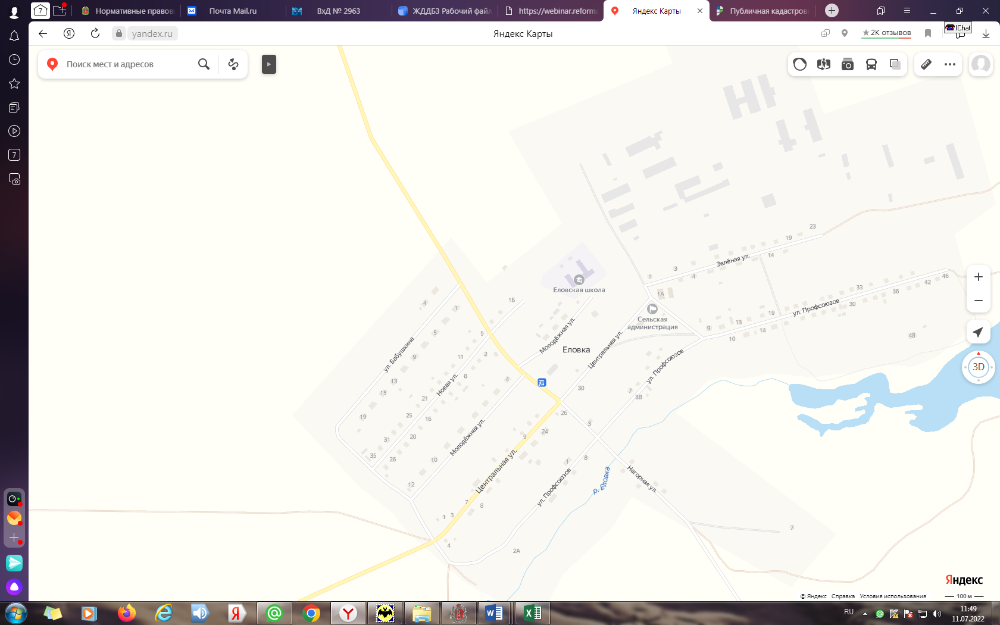 7
Нормативные правов
Почта Mail.ru
ВхД № 2963
ЖДДБЗ Рабочий файл
https://webinar.reforma
Яндекс Карты
Публичная кадастрова
yandex.ru
Яндекс Карты
2K отзывов
IChat
Поиск мест и адресов
7
23
19
Зелёная ул.
14
3
1
4
46
42
Еловская школа
33
36
1А
1Б
4
30
ул. Профсоюзов
1
19
Сельская
администрация
13
9
14
5
5
48
10
Молодёжная ул.
Еловка
ул. Бабушкина
9
11
2
Центральная ул.
ул. Профсоюзов
3D
8
4
13
Новая ул.
30
7
8В
15
21
26
19
25
16
3
24
Молодёжная ул.
9
20
31
35
26
10
8
1
Центральная ул.
ул. Профсоюзов
р. Еловка
Нагорная ул.
12
7
8
3
1
7
4
2А
Яндекс
© Яндекс Справка Условия использования
100 м
RU
11:49
11.07.2022